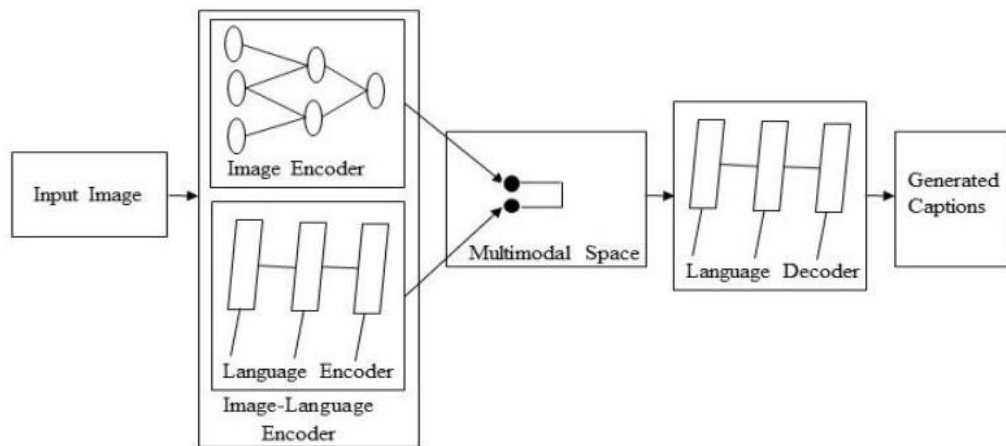 Input Image
Image Encoder
Language Encoder
Image-Language
Encoder
Multimodal Space
Language Decoder
Generated
Captions